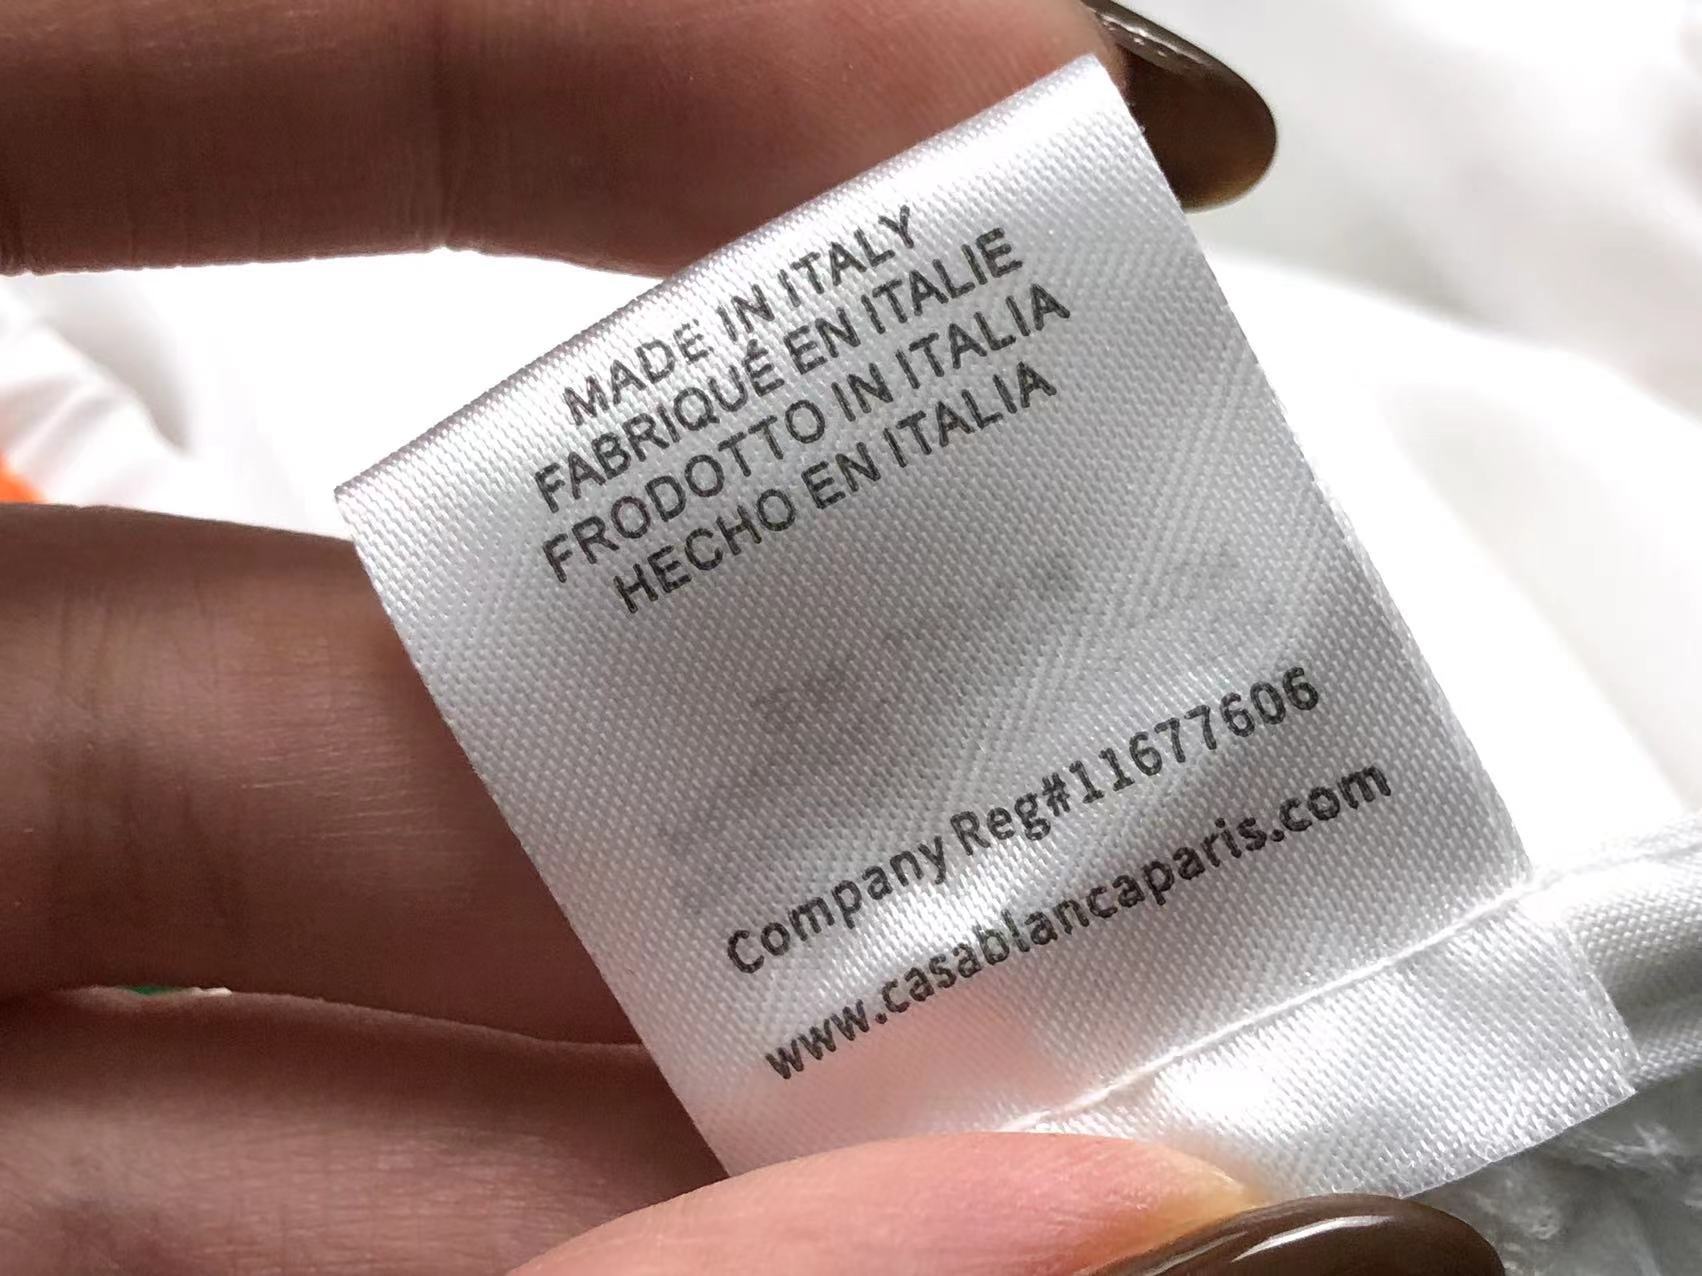 MADE IN ITALY
FABRIQUÉ EN ITALIE
FRODOTTO IN ITALIA
HECHO EN ITALIA
Company Reg#11677606
www.casablancaparis.com